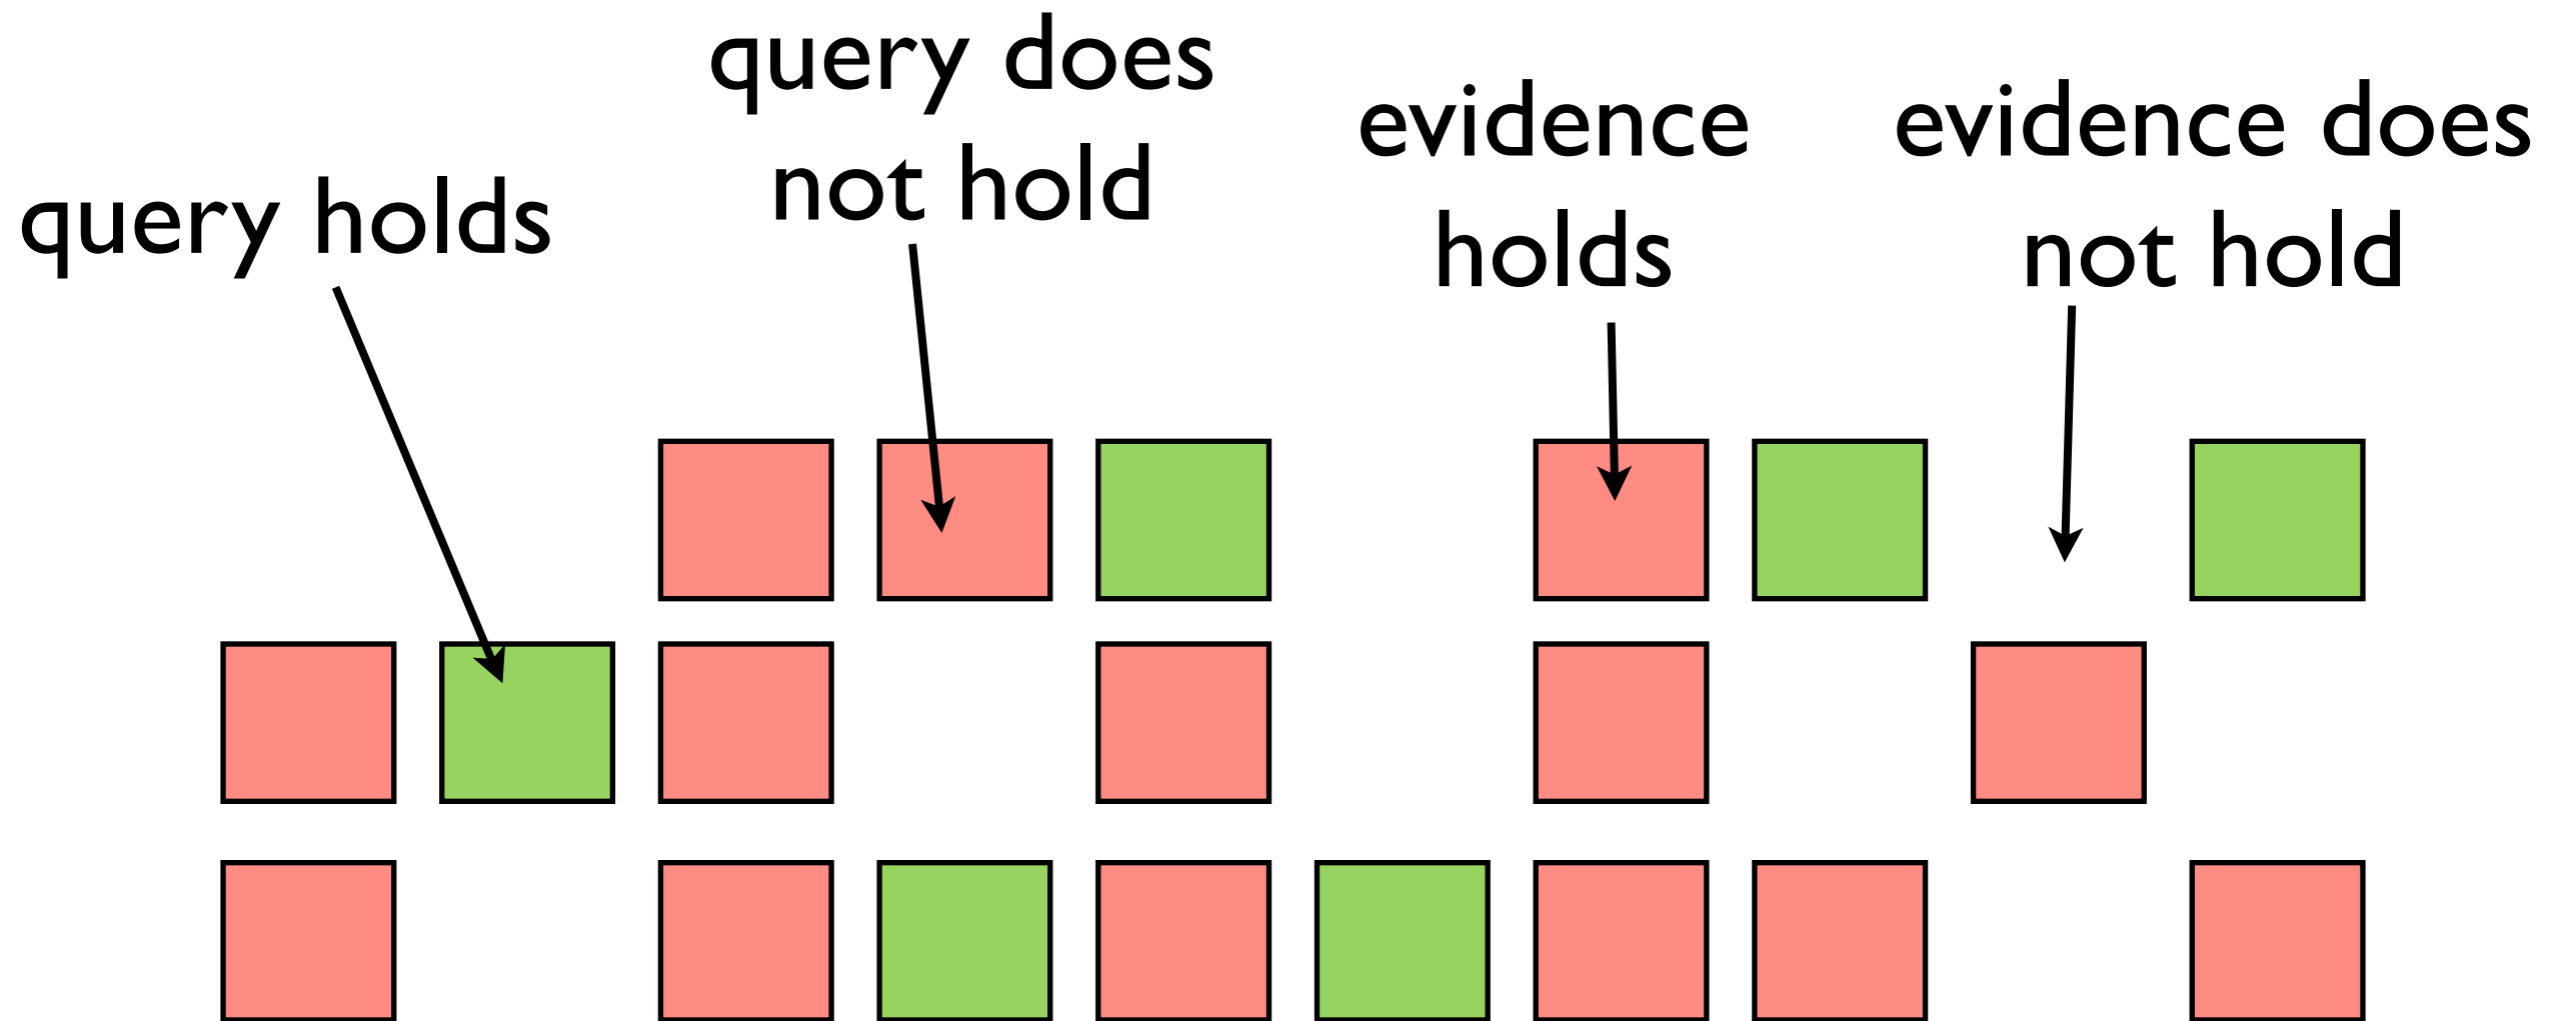 query holds
query does
not hold
evidence
holds
evidence does
not hold